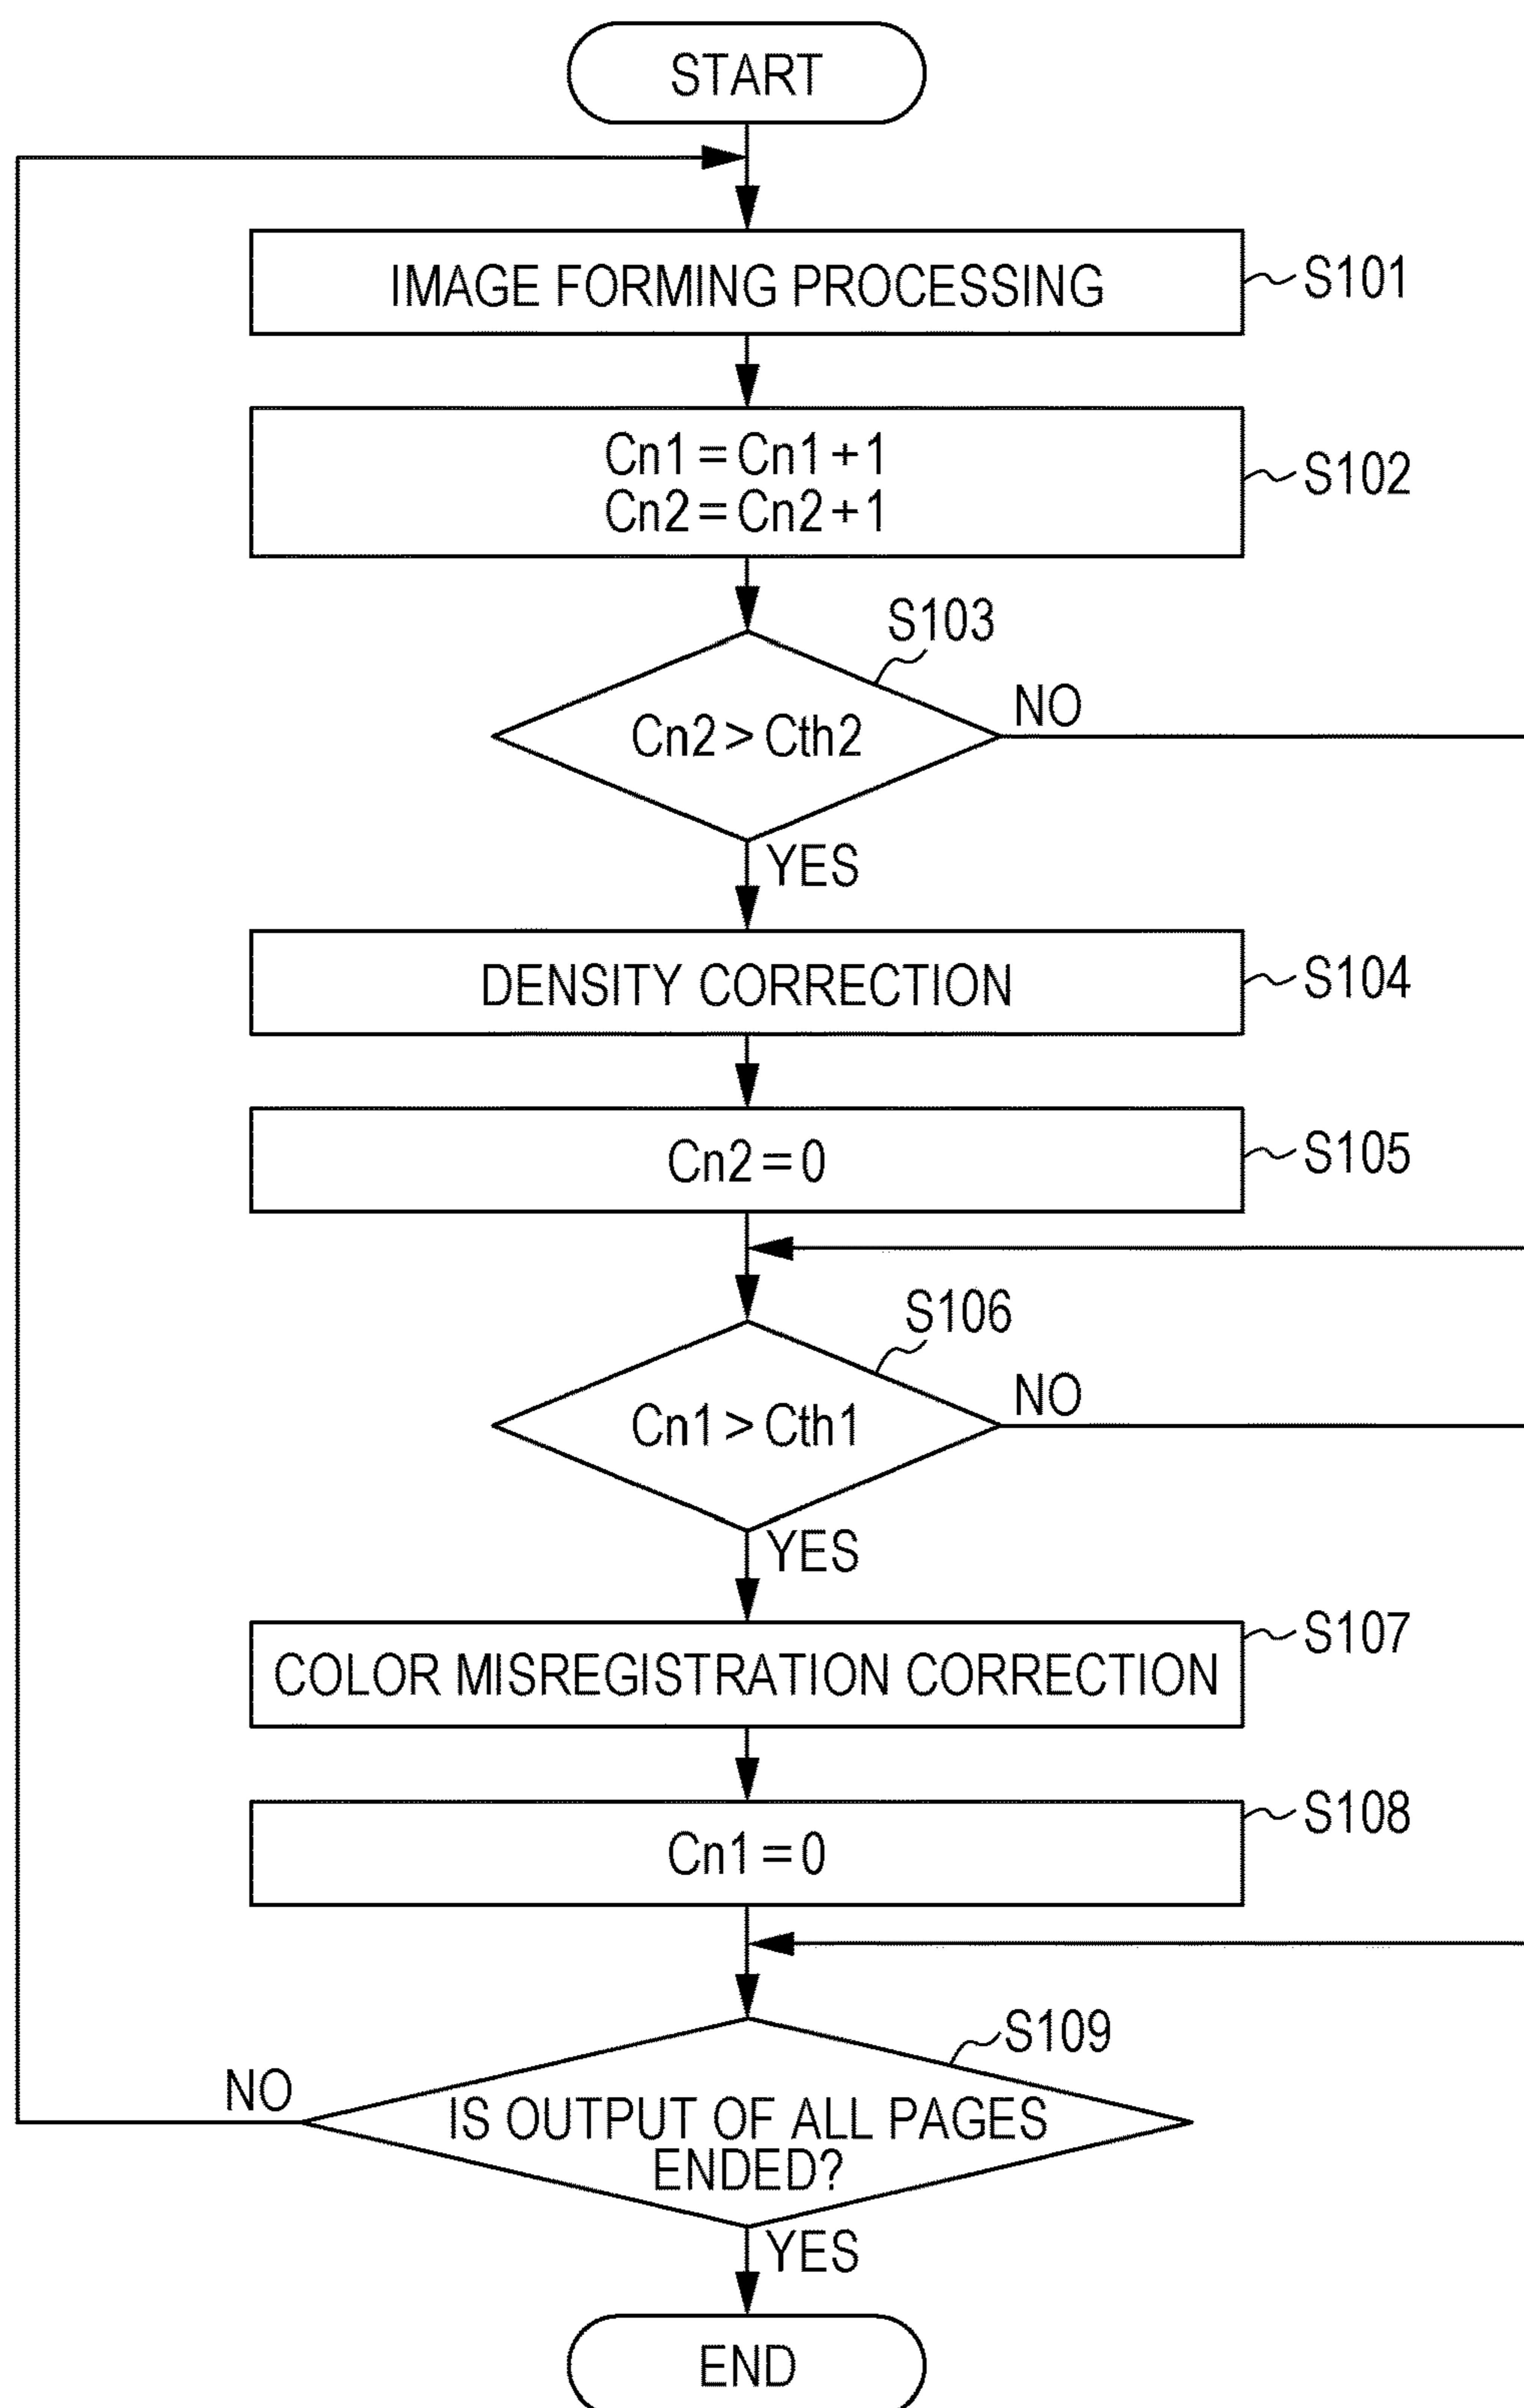 START
IMAGE FORMING PROCESSING
S101
Cn1 = Cn1 + 1
Cn2 = Cn2 + 1
S102
S103
Cn2 > Cth2
NO
YES
DENSITY CORRECTION
S104
Cn2 = 0
S105
S106
Cn1 > Cth1
NO
YES
COLOR MISREGISTRATION CORRECTION
S107
Cn1 = 0
S108
S109
NO
IS OUTPUT OF ALL PAGES
ENDED?
YES
END